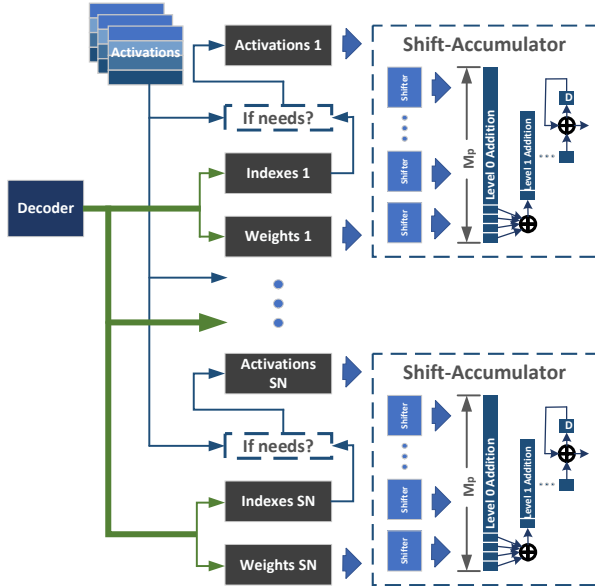 Activations
Activations 1
If needs?
Indexes 1
Weights 1
Decoder
Shift-Accumulator
Shifter
Shifter
Shifter
Mp
Level 0 Addition
Level 1 Addition
D
Activations
SN
If needs?
Indexes SN
Weights SN
Shift-Accumulator
Shifter
Shifter
Shifter
Mp
Level 0 Addition
Level 1 Addition
D